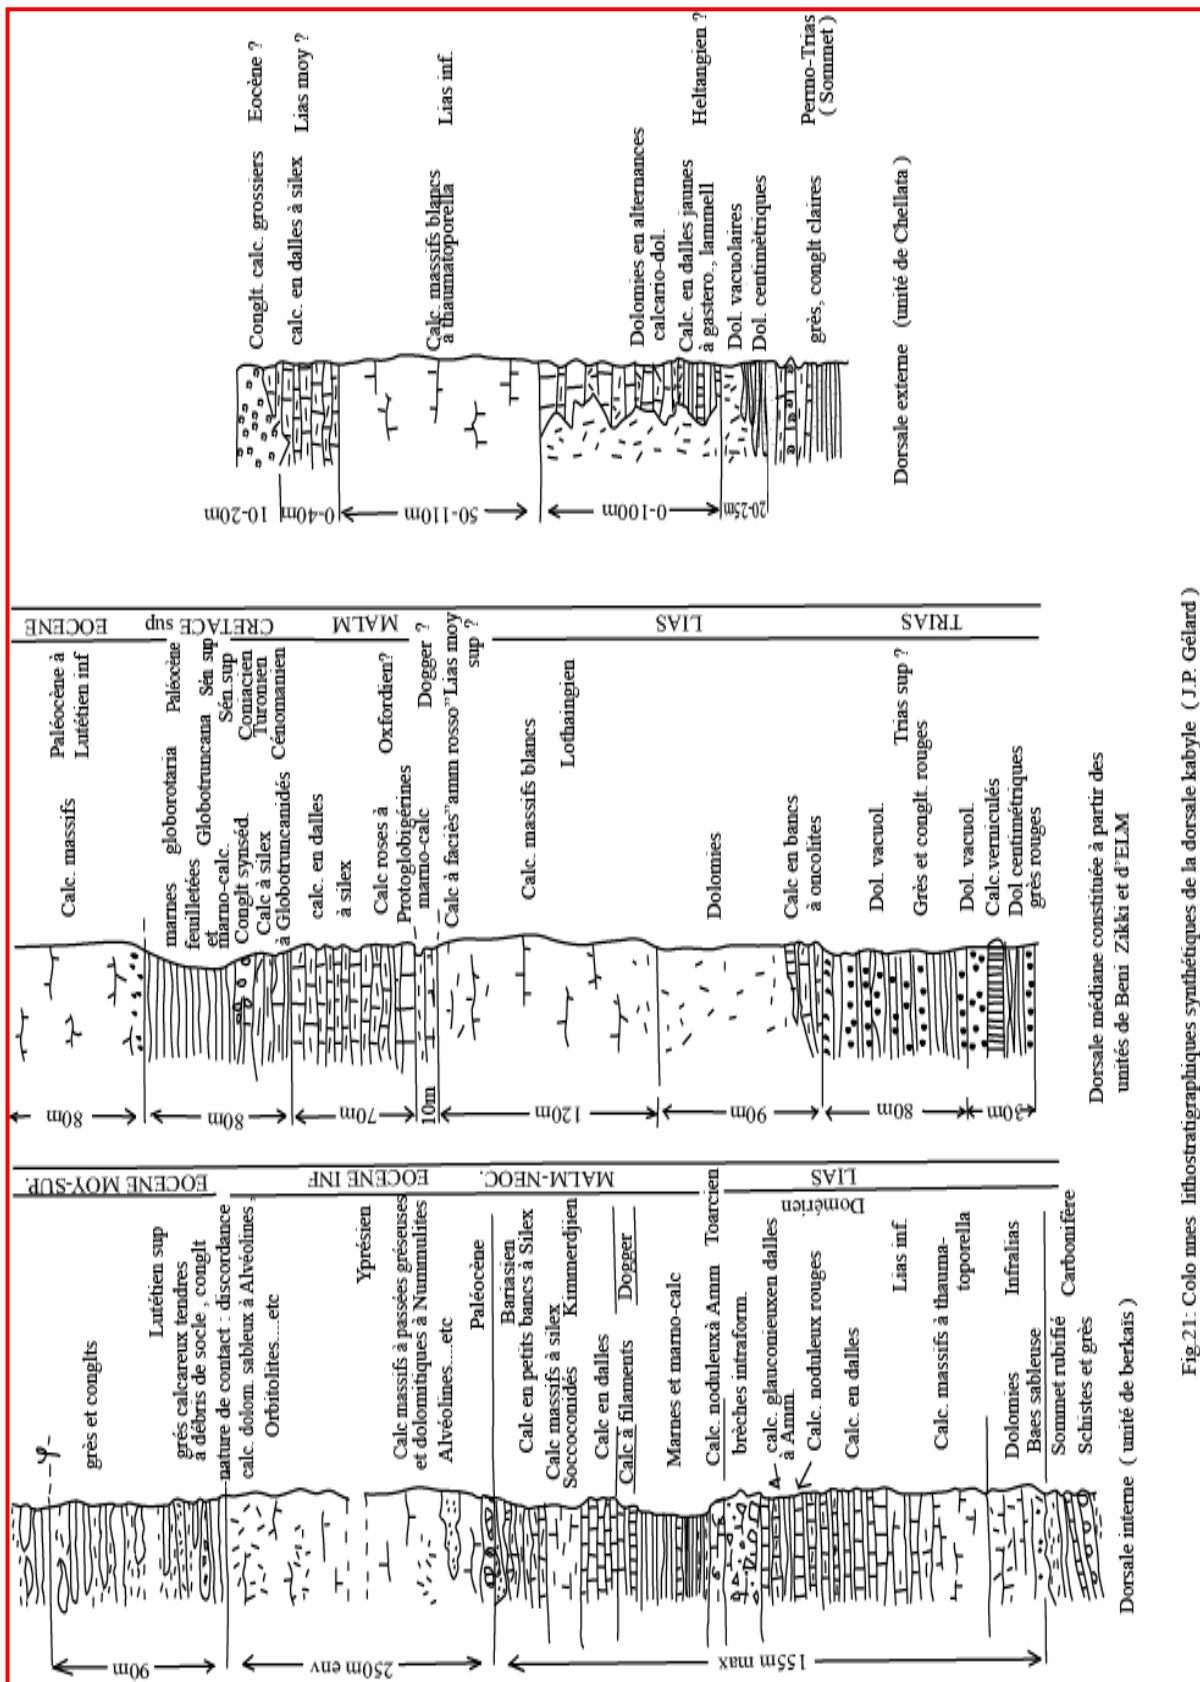 EOCENE MOY-SUP.
EOCENE INF
MALM-NEOC.
LIAS
90m
250m env
155m max
φ
grès et conglts
Lutétien sup
grés calcareux tendres
à débris de socle , conglt
nature de contact : discordance
calc. dolom. sableux à Alvéolines ,
Orbitolites....etc
Yprésien
Calc massifs à passées gréseuses
et dolomitiques à Nummulites
Alvéolines....etc
Paléocène
Bariasien
Calc en petits bancs à Silex
Calc massifs à silex
Soccoconidés Kimmerdjien
Calc en dalles
Calc à filaments Dogger
Marnes et marno-calc
Calc. noduleuxà Amm Toarcien
brèches intraform.
calc. glauconieuxen dalles
à Amm.
Domérien
Calc. noduleux rouges
Calc. en dalles
Lias inf.
Calc. massifs à thauma-
toporella
Dolomies Infralias
Baes sableuse
Sommet rubifié Carbonifère
Schistes et grès
Dorsale interne ( unité de berkais )
EOCENE
CRETACE sup
MALM
LIAS
TRIAS
80m
80m
70m
10m
120m
90m
80m
30m
Calc. massifs
Paléocène à
Lutétien inf
marnes globorotaria Paléocène
feuilletées
et Globotruncana Sén sup
marno-calc. Sén.sup
Conglt synséd. Coniacien
Calc à silex Turonien
à Globotruncanidés Cénomanien
calc. en dalles
à silex
Calc roses à Oxfordien?
Protoglobigérines
marno-calc Dogger ?
Calc à faciès"amm rosso"Lias moy
sup ?
Calc. massifs blancs
Lothaingien
Dolomies
Calc en bancs
à oncolites
Dol. vacuol.
Trias sup ?
Grès et conglt. rouges
Dol. vacuol.
Calc.verniculés
Dol centimétriques
grès rouges
Dorsale médiane constituée à partir des
unités de Beni Zikki et d'ELM
10-20m
0-40m
50-110m
0-100m
20-25m
Conglt. calc. grossiers Eocène ?
calc. en dalles à silex Lias moy ?
Calc. massifs blancs Lias inf.
à thaumatoporella
Dolomies en alternances
calcario-dol.
Calc. en dalles jaunes Heltangien ?
à gastero., lammell
Dol. vacuolaires
Dol. centimètriques
grès, conglt claires
Permo-Trias
( Sommet)
Dorsale externe (unité de Chellata )
Fig 21: Colo nnes lithostratigraphiques synthétiques de la dorsale kabyle ( J.P. Gélard )